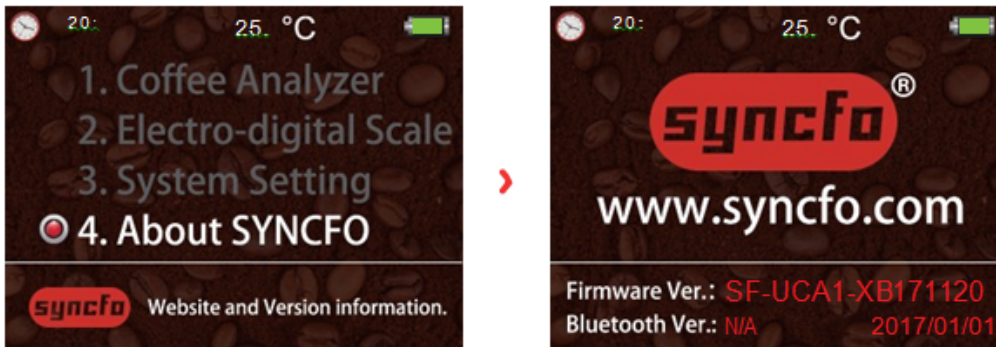 20: 25. °C
1. Coffee Analyzer
2. Electro-digital Scale
3. System Setting
4. About SYNCFO
syncfo Website and Version information.
20: 25. °C
syncfo®
www.syncfo.com
Firmware Ver.: SF-UCA1-XB171120
Bluetooth Ver.: N/A 2017/01/01